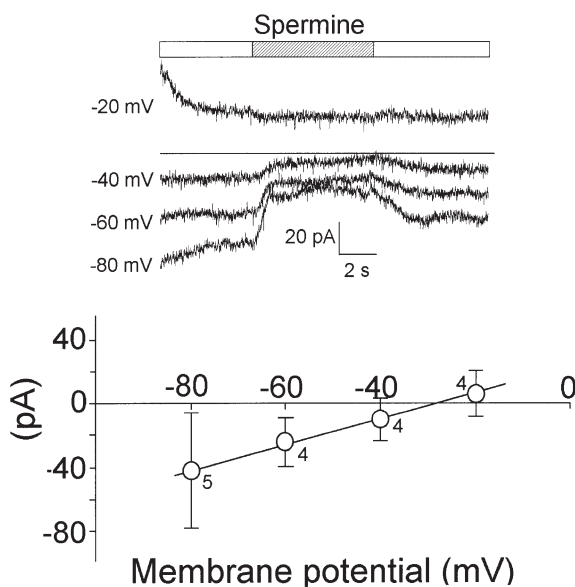 Spermine
-20 mV
-40 mV
-60 mV
-80 mV
20 pA
2 s
40
-80 -60 -40 0
4
0
4
4
5
-40
-80
(pA)
Membrane potential (mV)